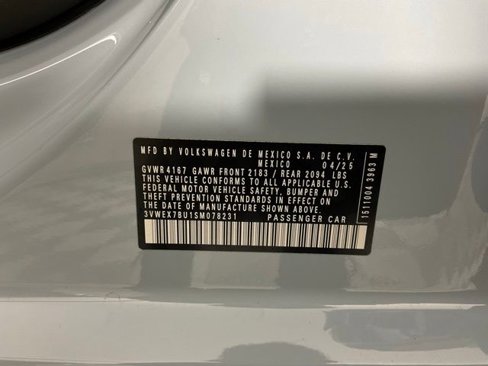 MFD BY VOLKSWAGEN DE MEXICO S.A. DE C.V.
MEXICO 04/25
GVWR 4167 GAWR FRONT 2183 / REAR 2094 LBS
THIS VEHICLE CONFORMS TO ALL APPLICABLE U.S.
FEDERAL MOTOR VEHICLE SAFETY, BUMPER AND
THEFT PREVENTION STANDARDS IN EFFECT ON
THE DATE OF MANUFACTURE SHOWN ABOVE.
3VWEX7BU1SM078231 PASSENGER CAR
1511004 3963 M